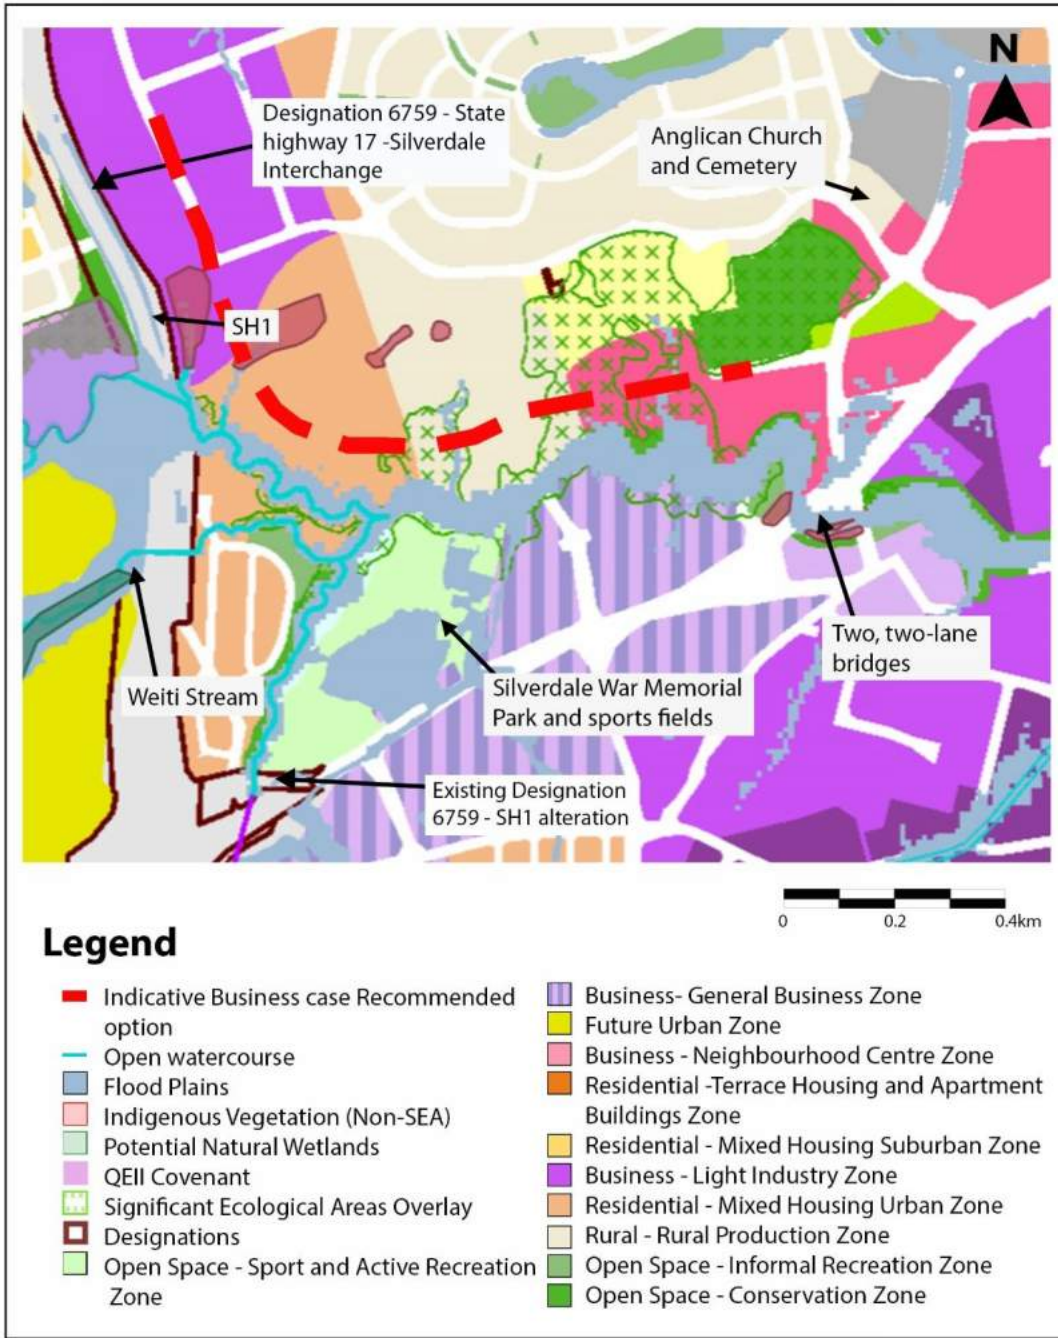 N
Designation 6759 - State
highway 17 -Silverdale
Interchange
Anglican Church
and Cemetery
SH1
Two, two-lane
bridges
Weiti Stream
Silverdale War Memorial
Park and sports fields
Existing Designation
6759 - SH1 alteration
0 0.2 0.4km
Legend
Indicative Business case Recommended
option
Open watercourse
Flood Plains
Indigenous Vegetation (Non-SEA)
Potential Natural Wetlands
QEII Covenant
Significant Ecological Areas Overlay
Designations
Open Space - Sport and Active Recreation
Zone
Business- General Business Zone
Future Urban Zone
Business - Neighbourhood Centre Zone
Residential -Terrace Housing and Apartment
Buildings Zone
Residential - Mixed Housing Suburban Zone
Business - Light Industry Zone
Residential - Mixed Housing Urban Zone
Rural - Rural Production Zone
Open Space - Informal Recreation Zone
Open Space - Conservation Zone